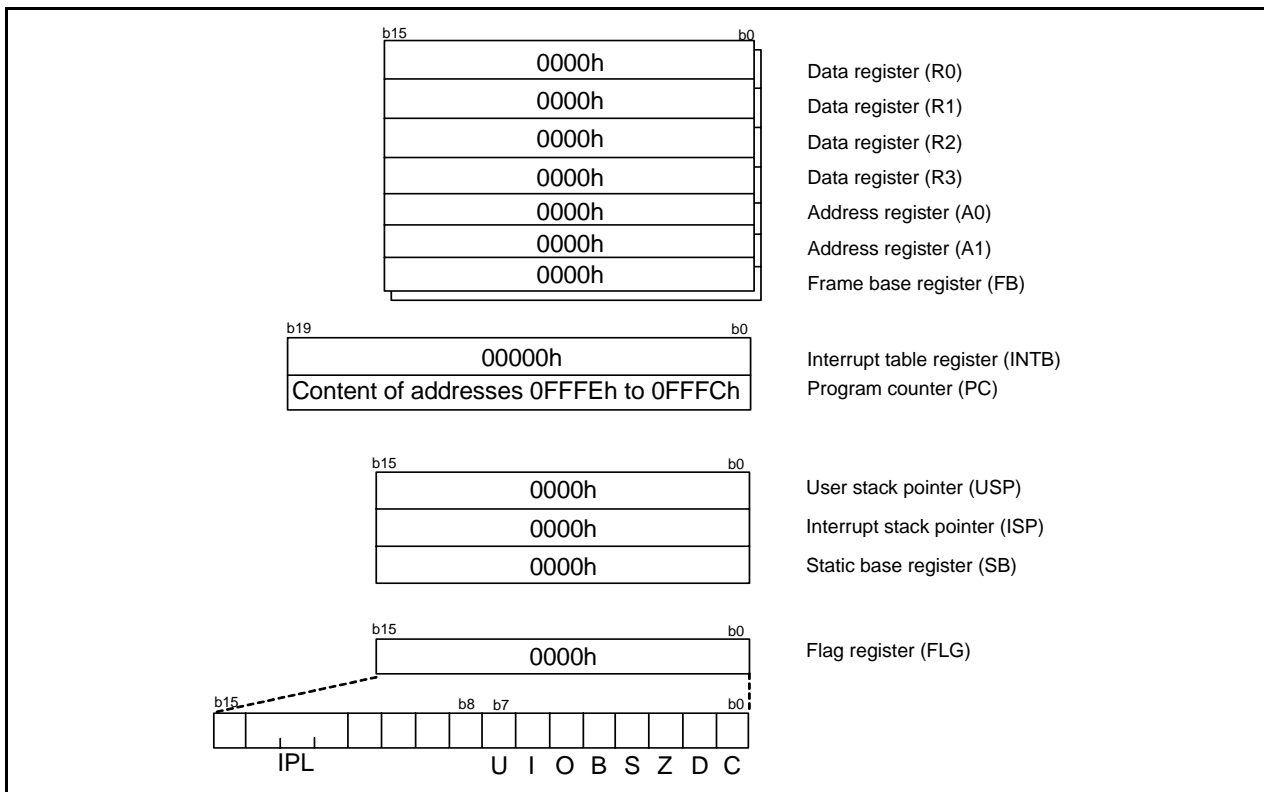 b15 b0
0000h Data register (R0)
0000h Data register (R1)
0000h Data register (R2)
0000h Data register (R3)
0000h Address register (A0)
0000h Address register (A1)
0000h Frame base register (FB)
b19 b0
00000h Interrupt table register (INTB)
Content of addresses 0FFFEh to 0FFFCh Program counter (PC)
b15 b0
0000h User stack pointer (USP)
0000h Interrupt stack pointer (ISP)
0000h Static base register (SB)
b15 b0
0000h Flag register (FLG)
b15 b8 b7 b0
IPL U I O B S Z D C